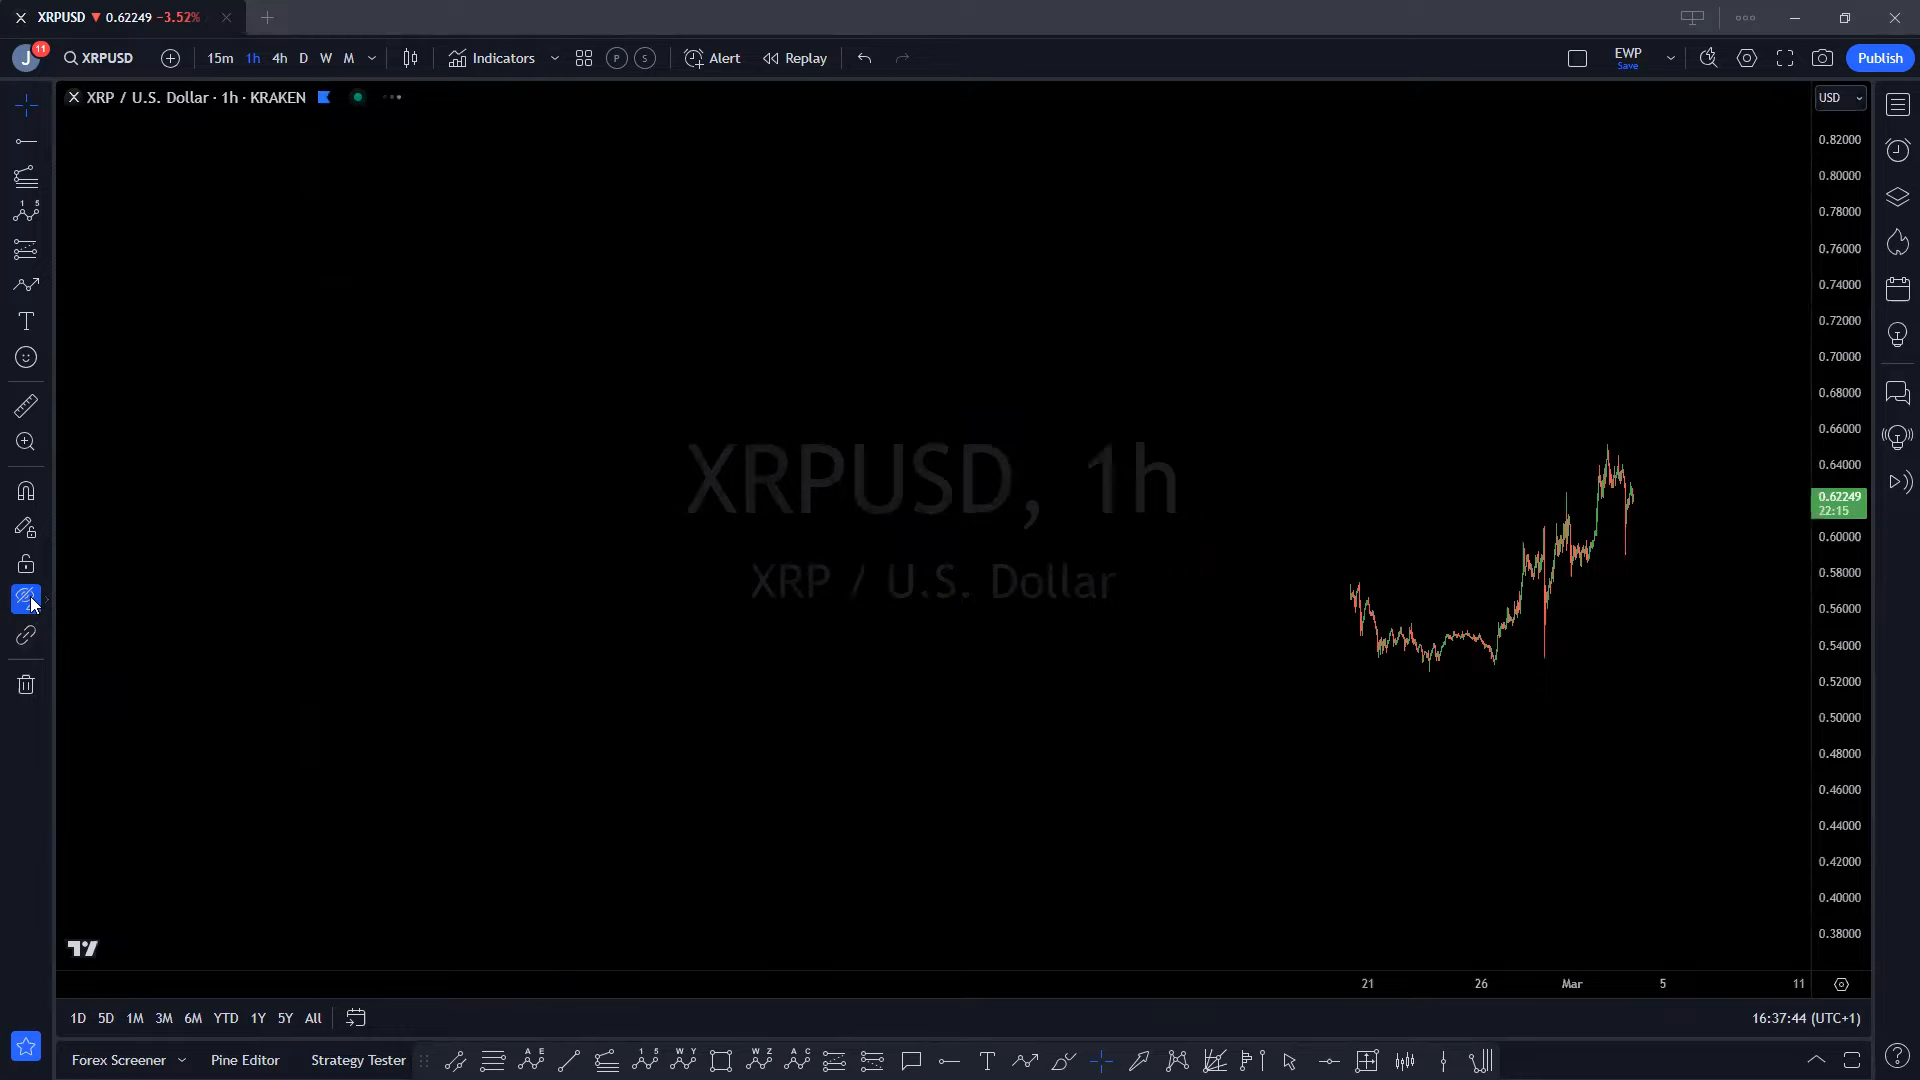 XRPUSD ▼ 0.62249 −3.52%
J 11 XRPUSD 15m 1h 4h D W M Indicators P S Alert Replay EWP Save Publish
XRP / U.S. Dollar · 1h · KRAKEN
USD
0.82000
0.80000
0.78000
0.76000
0.74000
0.72000
0.70000
0.68000
0.66000
0.64000
0.62249
22:15
0.60000
0.58000
0.56000
0.54000
0.52000
0.50000
0.48000
0.46000
0.44000
0.42000
0.40000
0.38000
XRPUSD, 1h
XRP / U.S. Dollar
21 26 Mar 5 11
1D 5D 1M 3M 6M YTD 1Y 5Y All 16:37:44 (UTC+1)
Forex Screener Pine Editor Strategy Tester